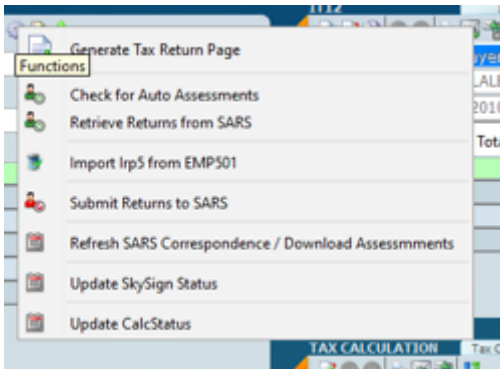 IT12
Generate Tax Return Page
Functions
Check for Auto Assessments
Retrieve Returns from SARS
Import Irp5 from EMP501
Submit Returns to SARS
Refresh SARS Correspondence / Download Assessmments
Update SkySign Status
Update CalcStatus
TAX CALCULATION